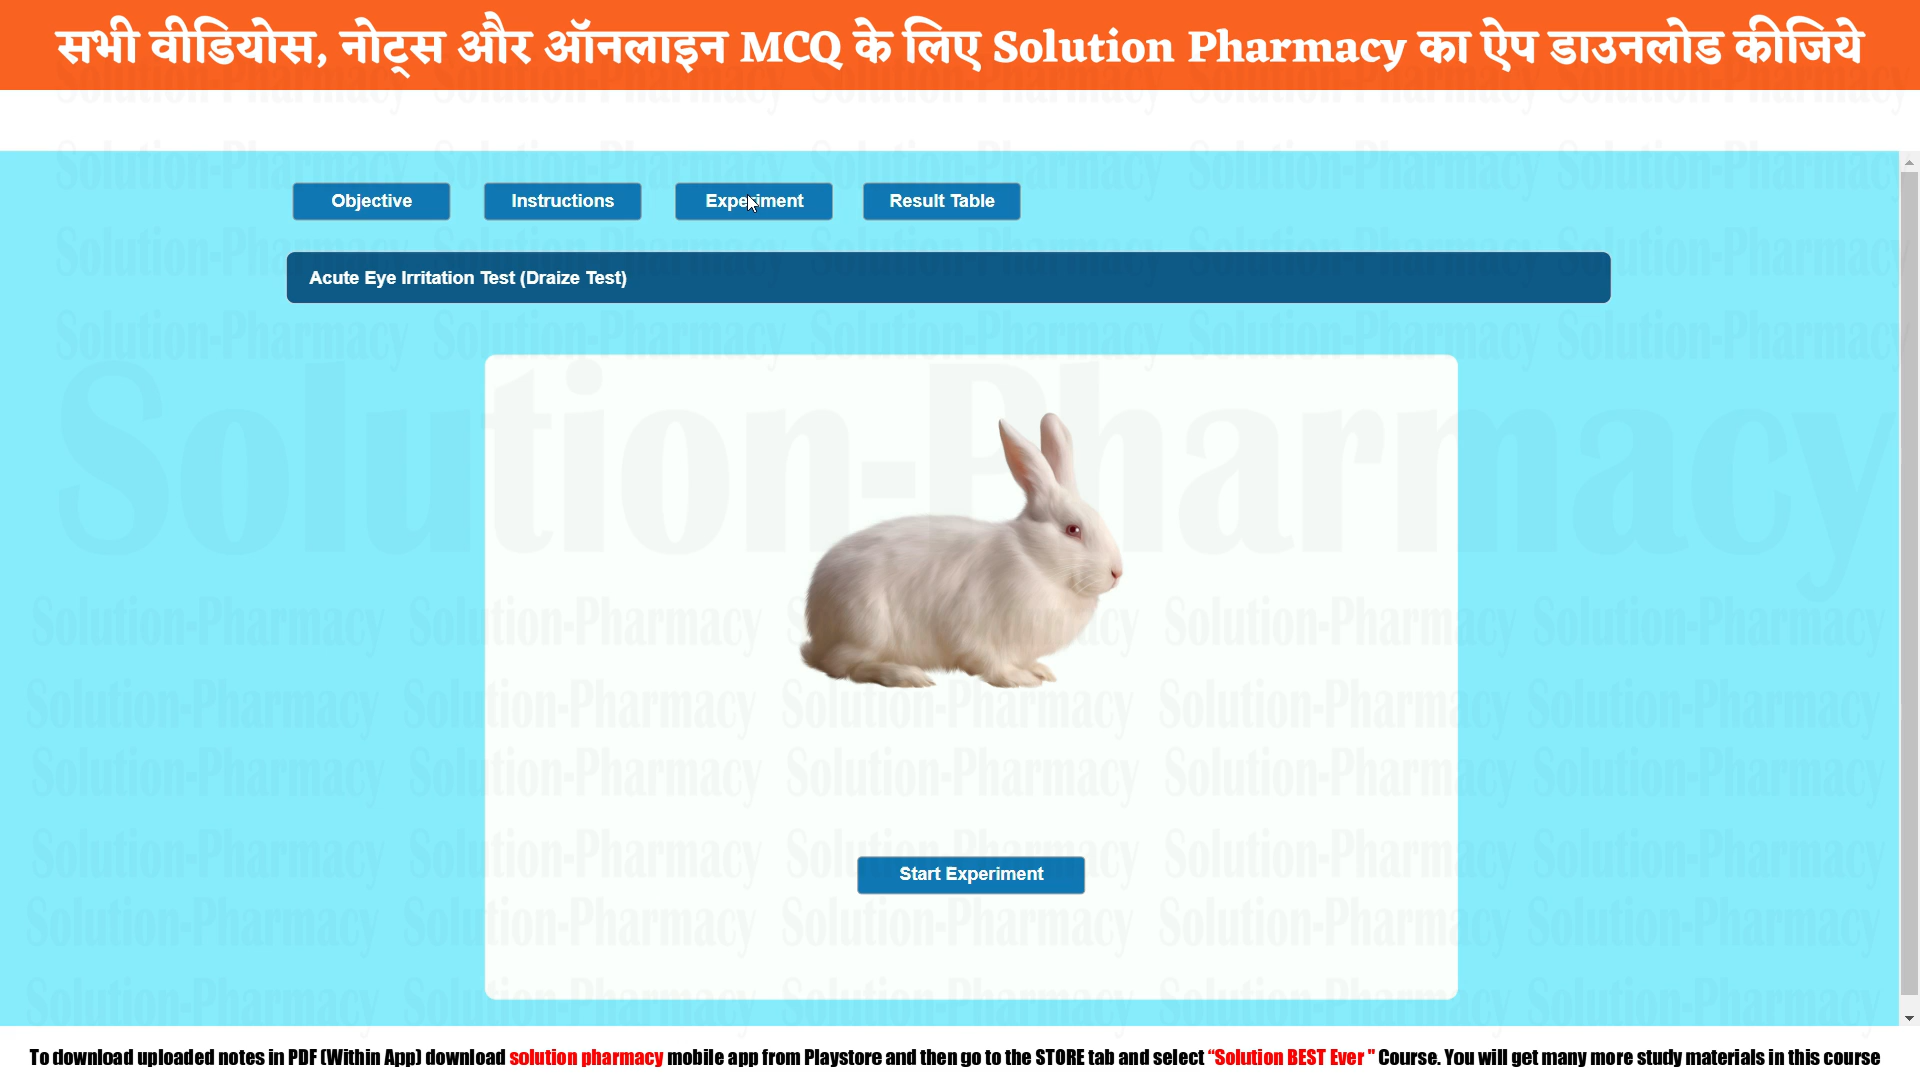 सभी वीडियोस, नोट्स और ऑनलाइन MCQ के लिए Solution Pharmacy का ऐप डाउनलोड कीजिये
Objective Instructions Experiment Result Table
Acute Eye Irritation Test (Draize Test)
Solution-Pharmacy
Start Experiment
To download uploaded notes in PDF (Within App) download solution pharmacy mobile app from Playstore and then go to the STORE tab and select “Solution BEST Ever " Course. You will get many more study materials in this course